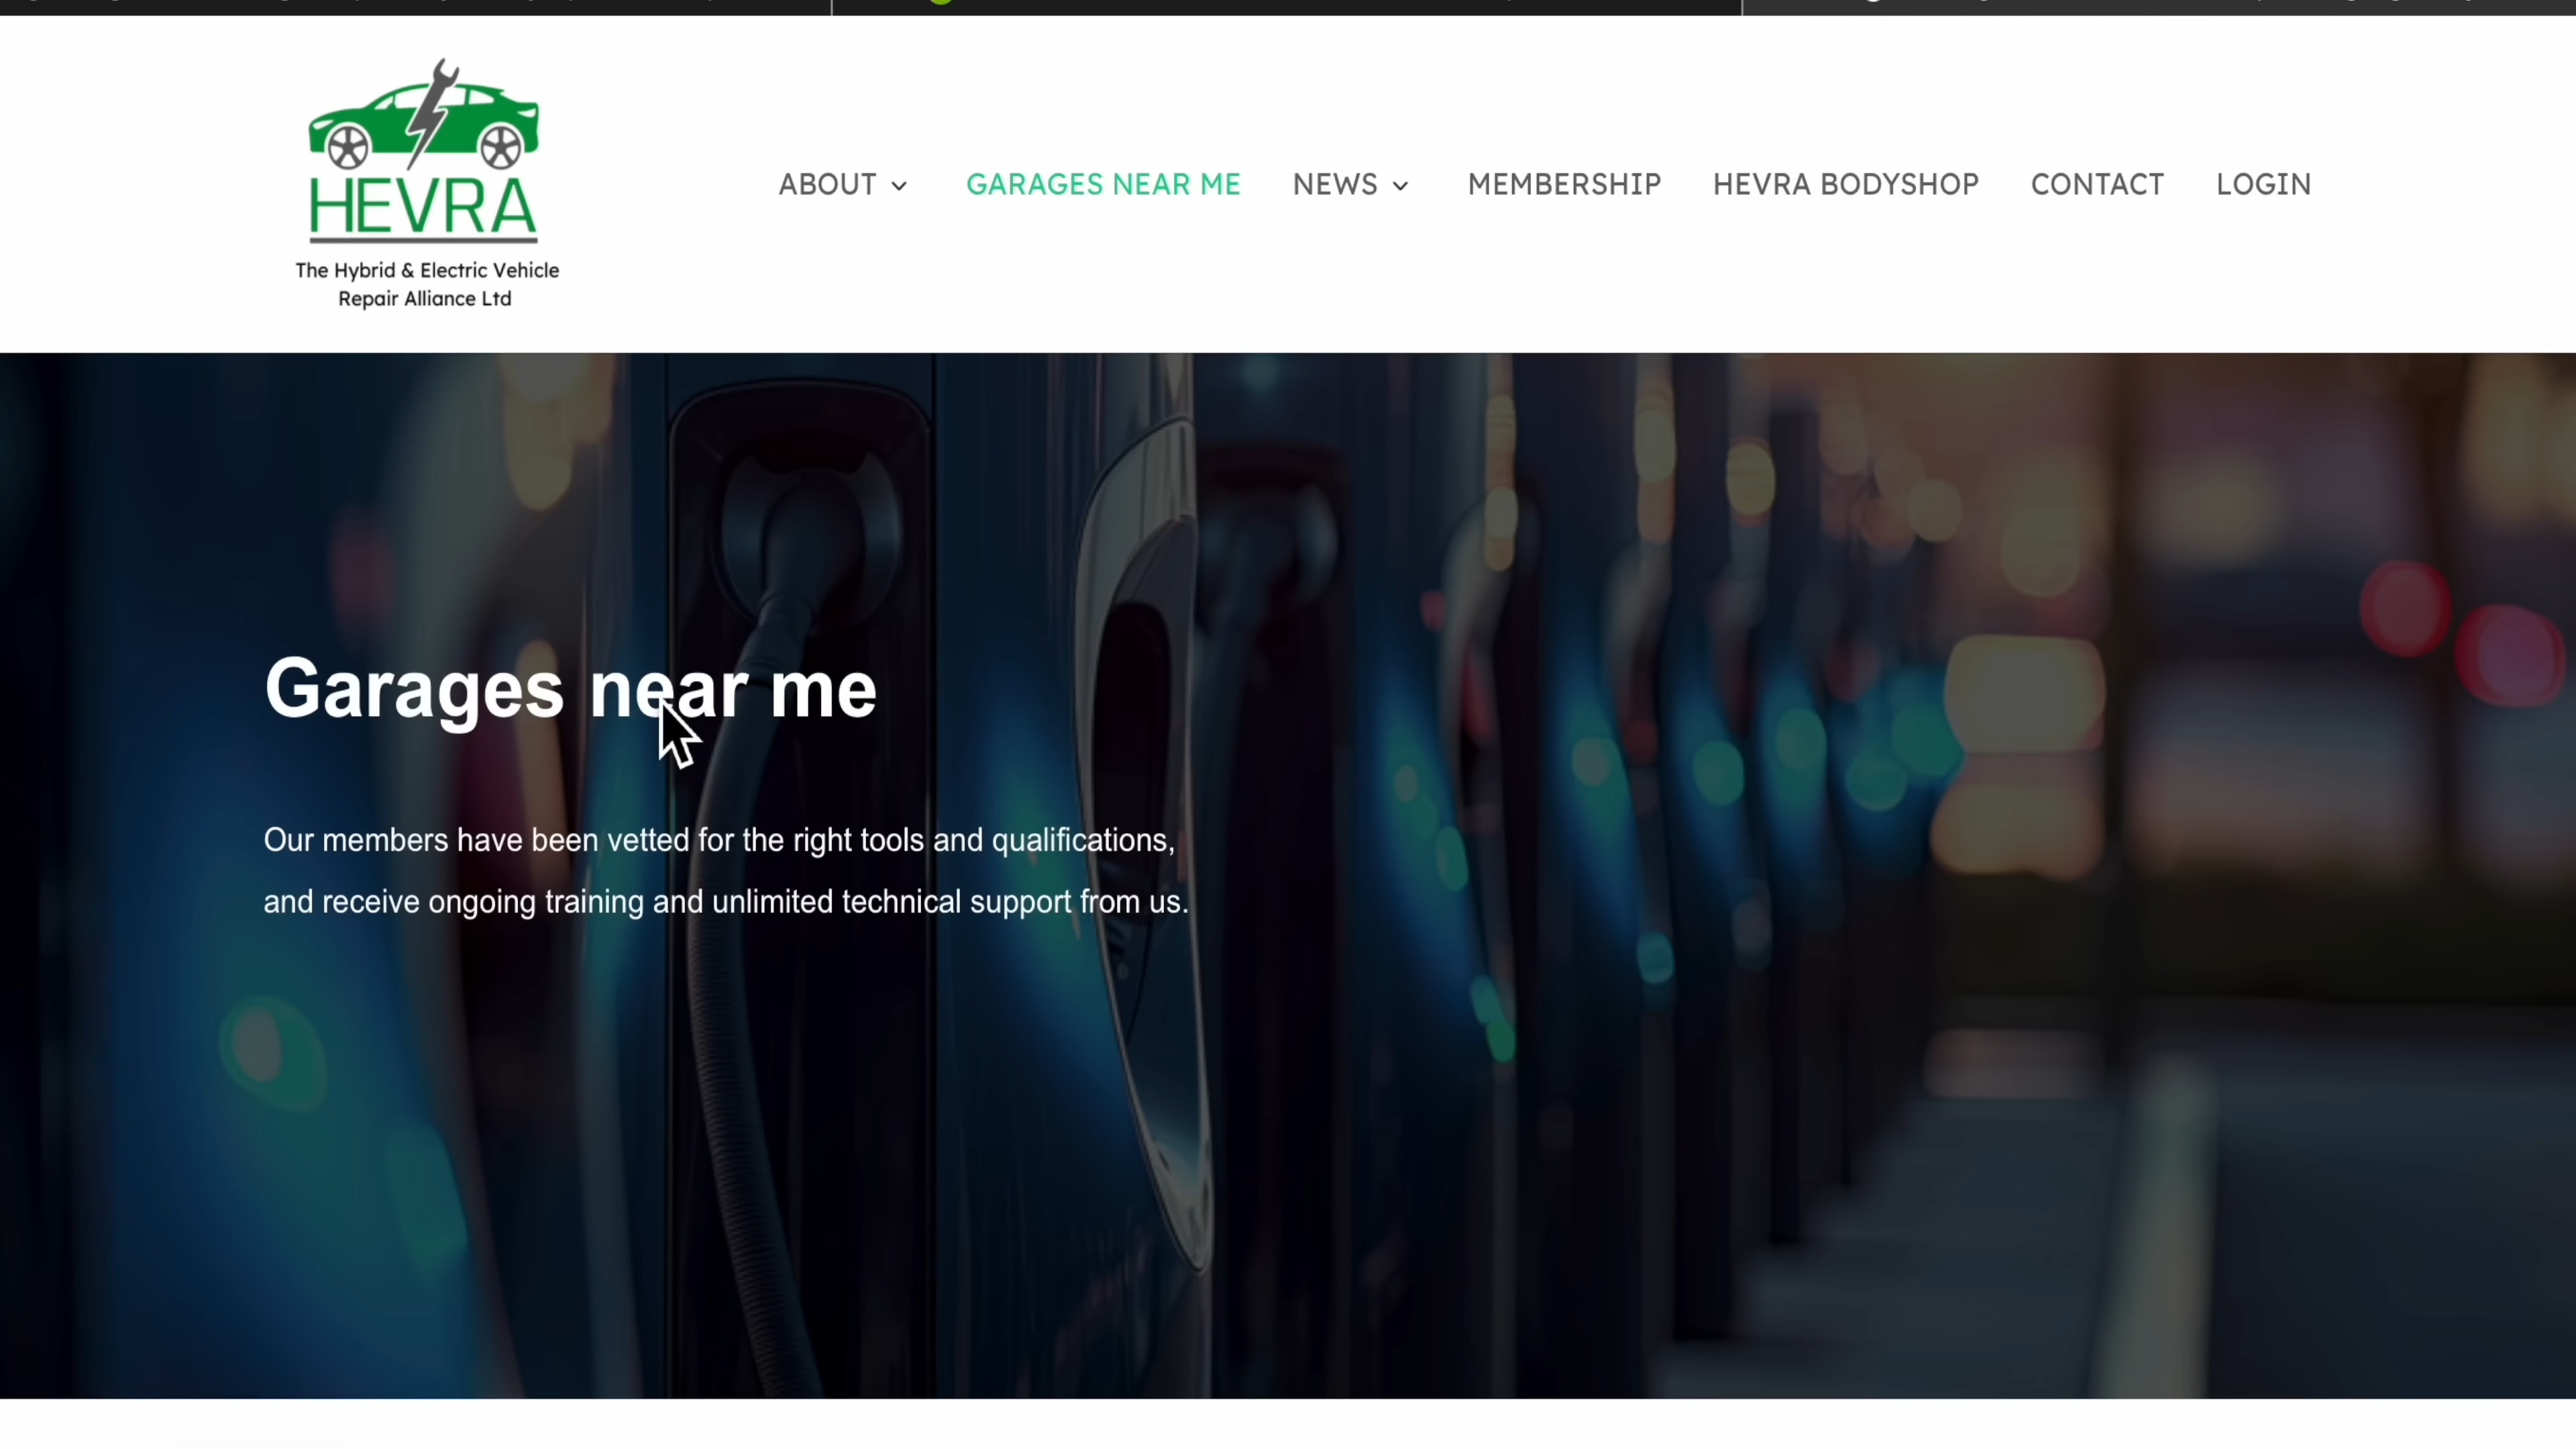 HEVRA
The Hybrid & Electric Vehicle
Repair Alliance Ltd
ABOUT
GARAGES NEAR ME
NEWS
MEMBERSHIP
HEVRA BODYSHOP
CONTACT
LOGIN
Garages near me
Our members have been vetted for the right tools and qualifications,
and receive ongoing training and unlimited technical support from us.